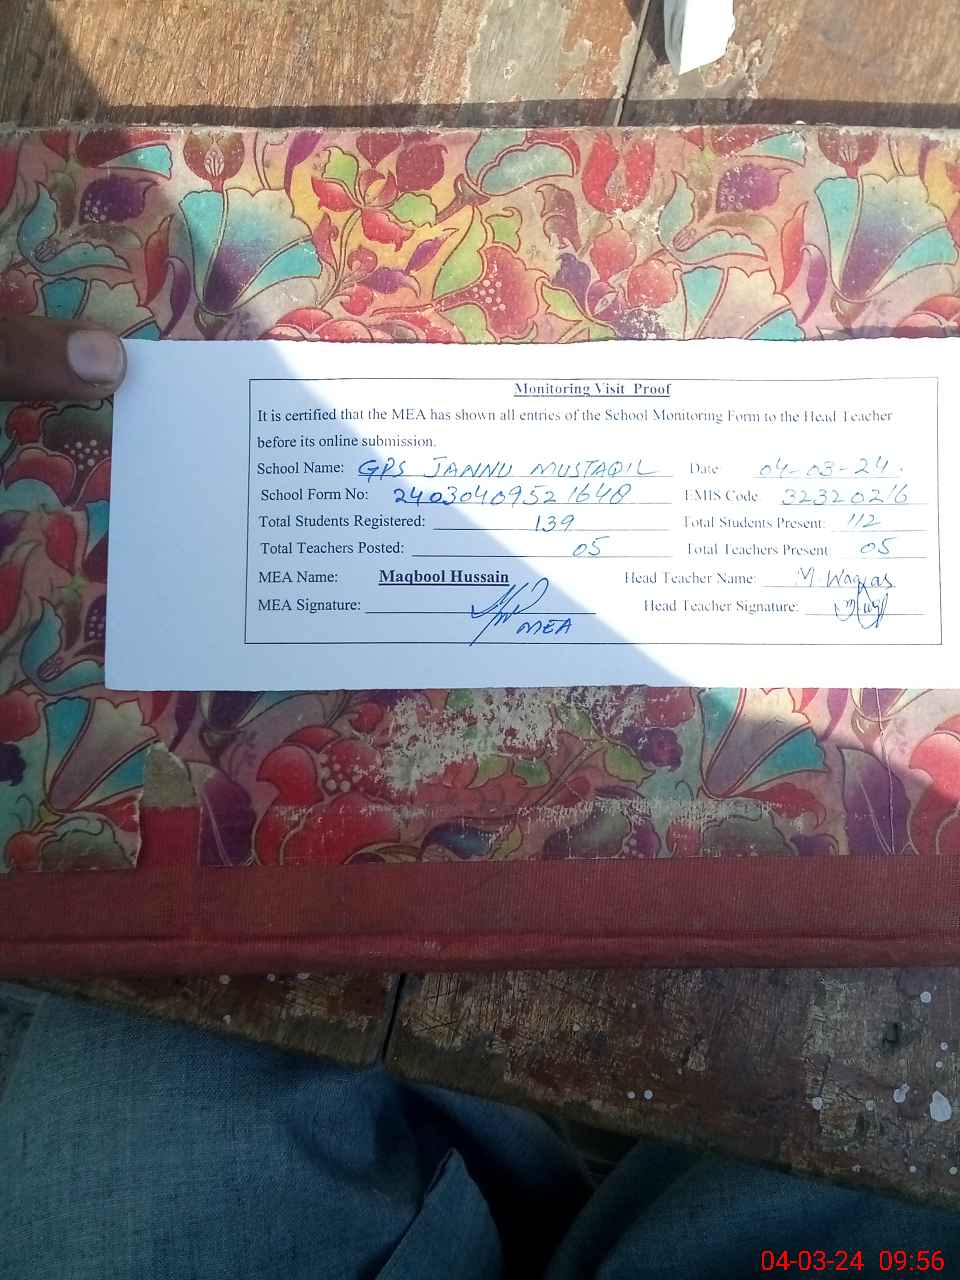 Monitoring Visit Proof
It is certified that the MEA has shown all entries of the School Monitoring Form to the Head Teacher
before its online submission.
School Name: GPS JANNU MUSTAQIL Date 04-03-24.
School Form No: 24030409521648 EMIS Code 32320216
Total Students Registered: 139 Total Students Present: 112
Total Teachers Posted: 05 Total Teachers Present 05
MEA Name: Maqbool Hussain Head Teacher Name: M. Waqas
MEA Signature: MEA Head Teacher Signature:
04-03-24 09:56